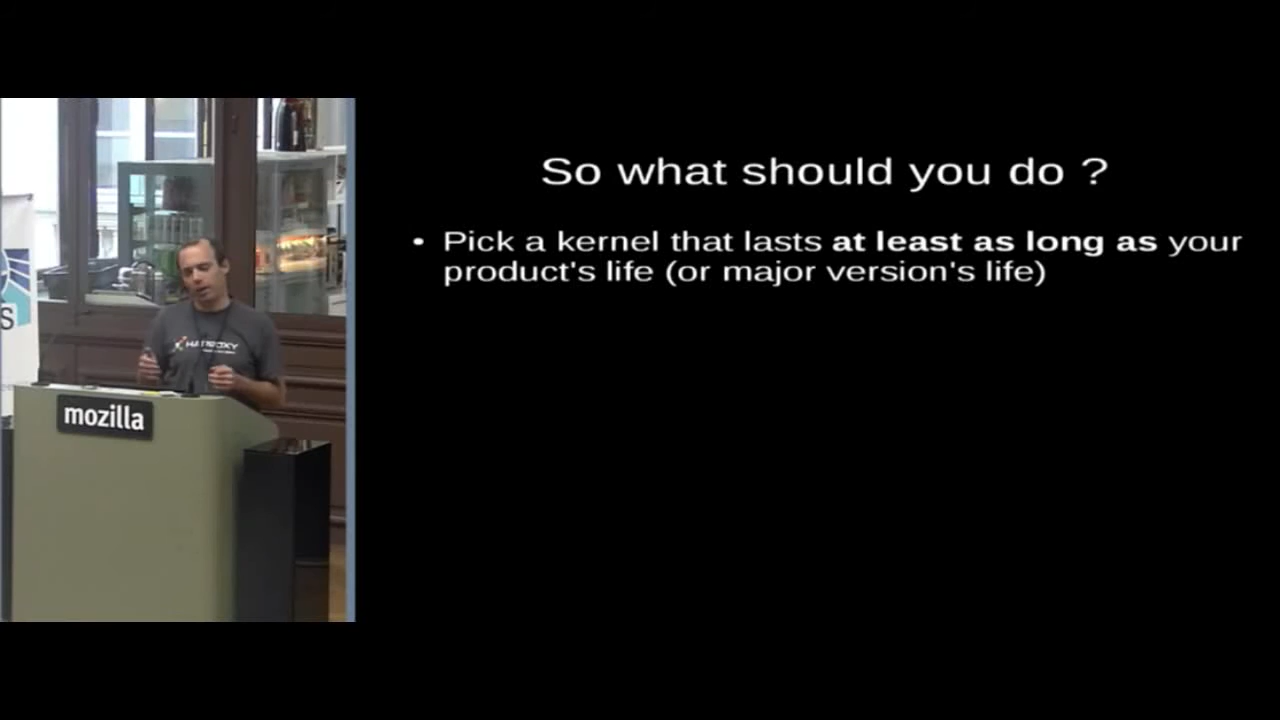 So what should you do ?
• Pick a kernel that lasts at least as long as your
product's life (or major version's life)
HAPROXY
mozilla
S